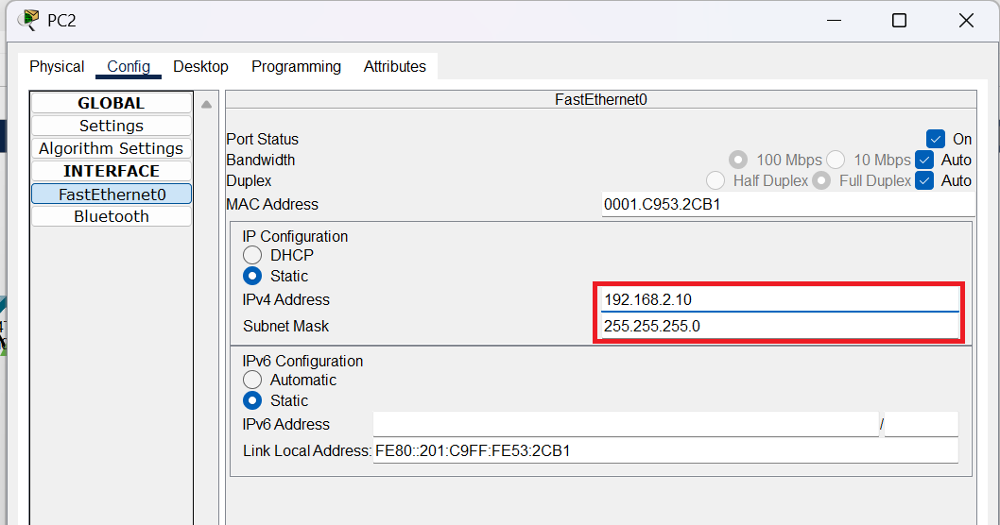 PC2
Physical Config Desktop Programming Attributes
GLOBAL
Settings
Algorithm Settings
INTERFACE
FastEthernet0
Bluetooth
FastEthernet0
Port Status On
Bandwidth 100 Mbps 10 Mbps Auto
Duplex Half Duplex Full Duplex Auto
MAC Address 0001.C953.2CB1
IP Configuration
DHCP
Static
IPv4 Address 192.168.2.10
Subnet Mask 255.255.255.0
IPv6 Configuration
Automatic
Static
IPv6 Address /
Link Local Address: FE80::201:C9FF:FE53:2CB1